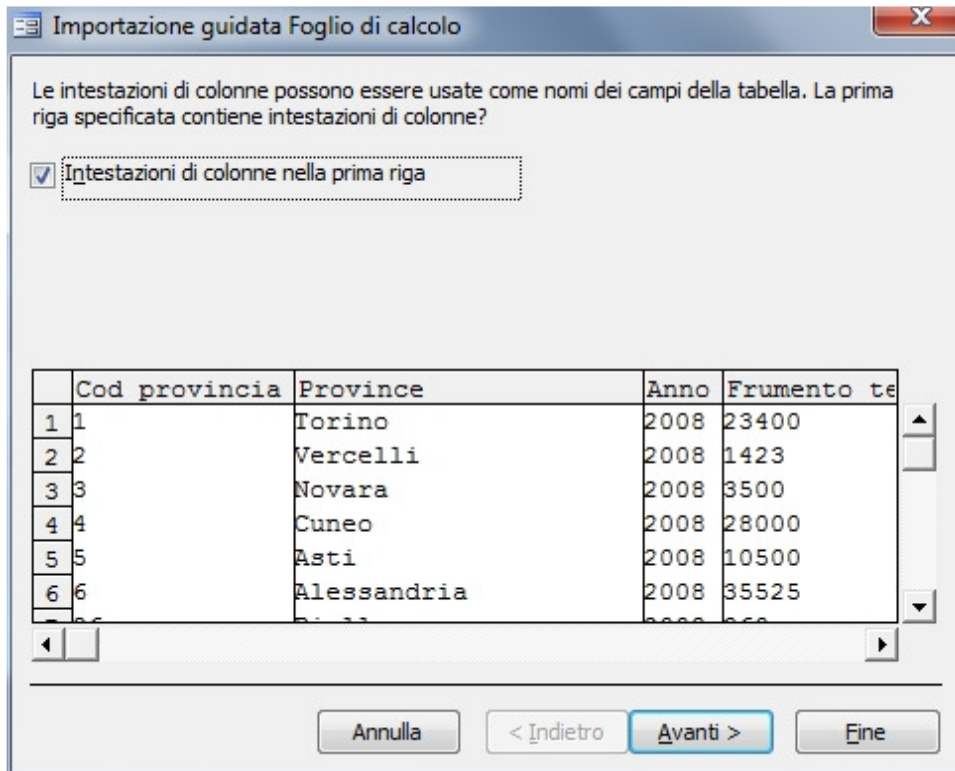 Importazione guidata Foglio di calcolo
Le intestazioni di colonne possono essere usate come nomi dei campi della tabella. La prima
riga specificata contiene intestazioni di colonne?
Intestazioni di colonne nella prima riga
Cod provincia Province Anno Frumento te
1 1 Torino 2008 23400
2 2 Vercelli 2008 1423
3 3 Novara 2008 3500
4 4 Cuneo 2008 28000
5 5 Asti 2008 10500
6 6 Alessandria 2008 35525
Annulla < Indietro Avanti > Fine